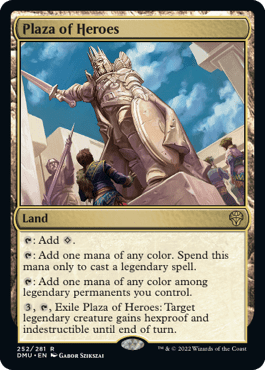 Plaza of Heroes
Land
: Add .
: Add one mana of any color. Spend this
mana only to cast a legendary spell.
: Add one mana of any color among
legendary permanents you control.
3, , Exile Plaza of Heroes: Target
legendary creature gains hexproof and
indestructible until end of turn.
252/281 R
DMU • EN Gabor Szikszai
™ & © 2022 Wizards of the Coast